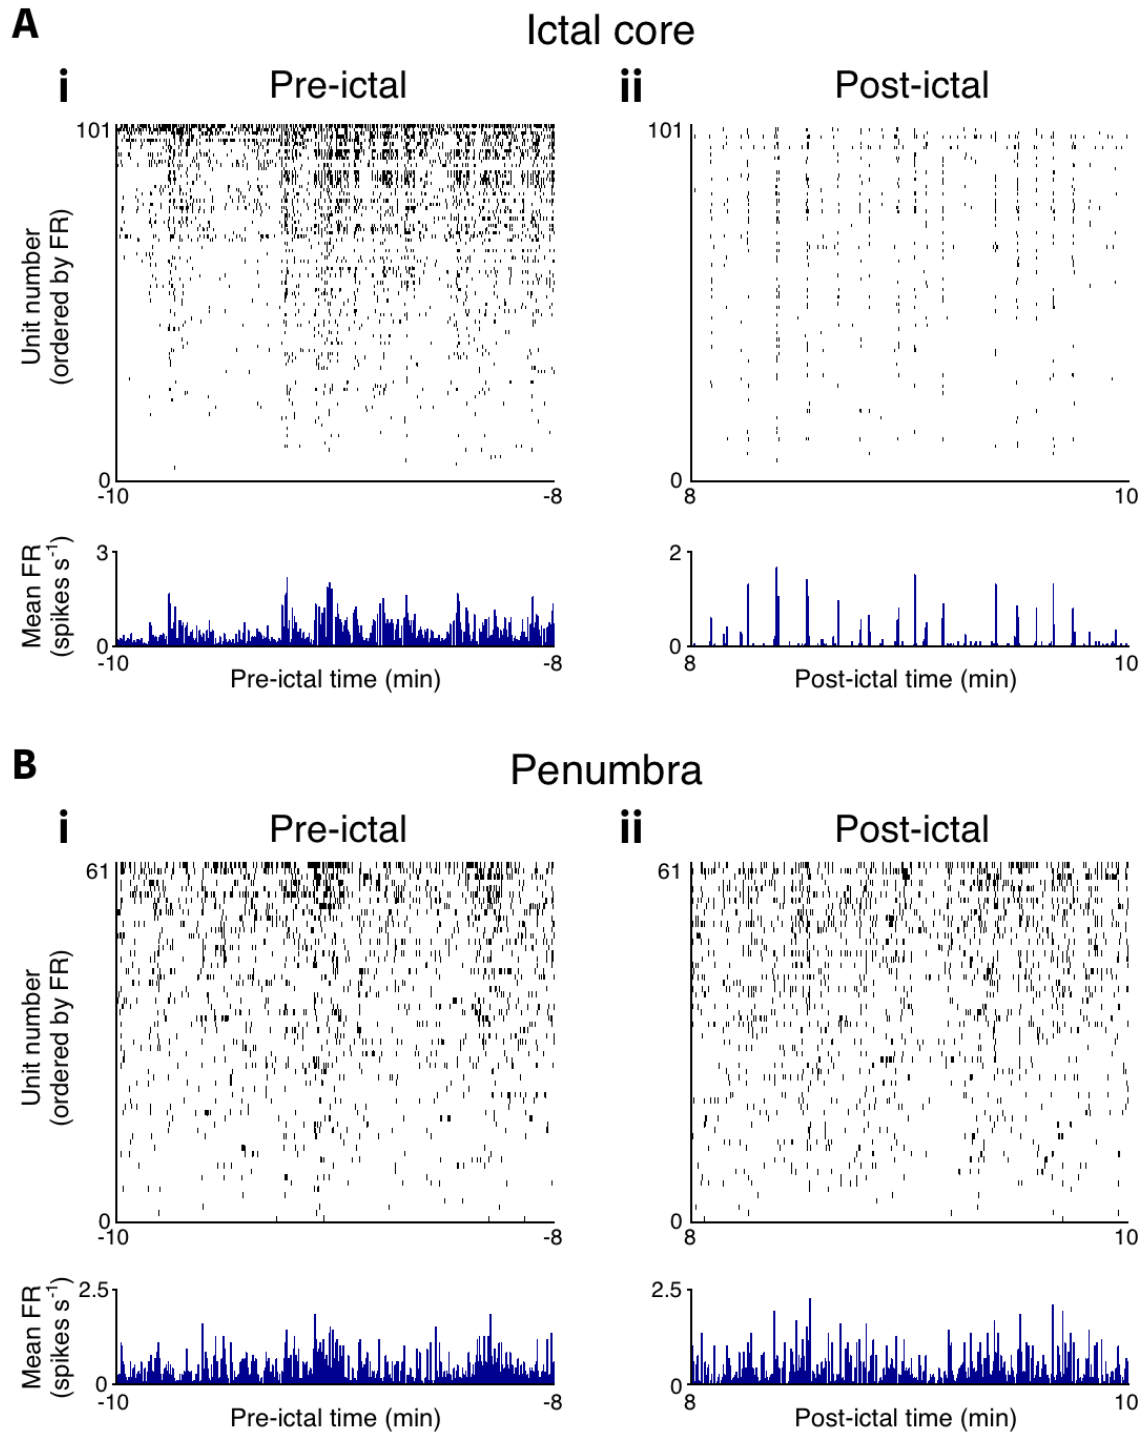 A
Ictal core
i Pre-ictal
ii Post-ictal
101
Unit number
(ordered by FR)
0
-10 -8
101
0
8 10
Mean FR
(spikes s⁻¹)
3
0
-10 -8
Pre-ictal time (min)
2
0
8 10
Post-ictal time (min)
B
Penumbra
i Pre-ictal
ii Post-ictal
61
Unit number
(ordered by FR)
0
-10 -8
61
0
8 10
Mean FR
(spikes s⁻¹)
2.5
0
-10 -8
Pre-ictal time (min)
2.5
0
8 10
Post-ictal time (min)